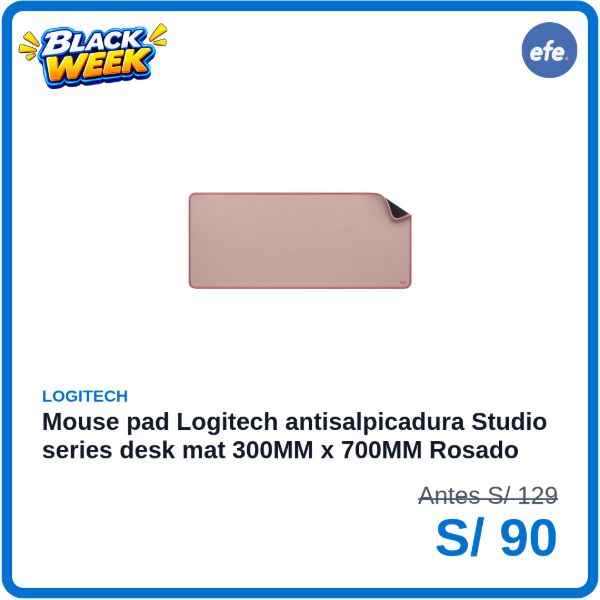 BLACK
WEEK
efe.
LOGITECH
Mouse pad Logitech antisalpicadura Studio
series desk mat 300MM x 700MM Rosado
Antes S/ 129
S/ 90